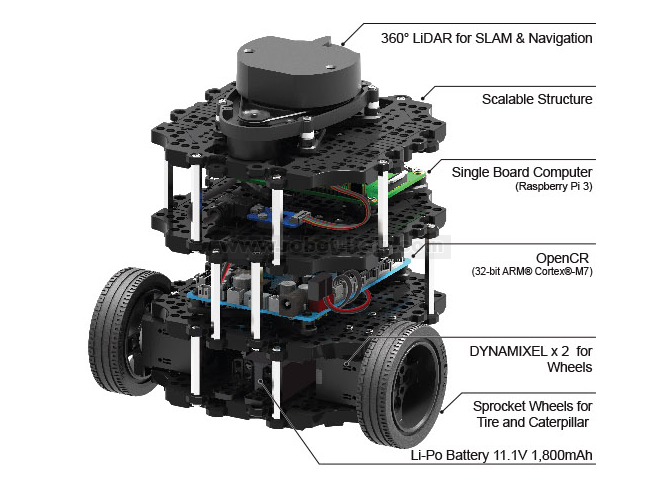 360° LiDAR for SLAM & Navigation
Scalable Structure
Single Board Computer
(Raspberry Pi 3)
OpenCR
(32-bit ARM® Cortex®-M7)
DYNAMIXEL x 2 for
Wheels
Sprocket Wheels for
Tire and Caterpillar
Li-Po Battery 11.1V 1,800mAh